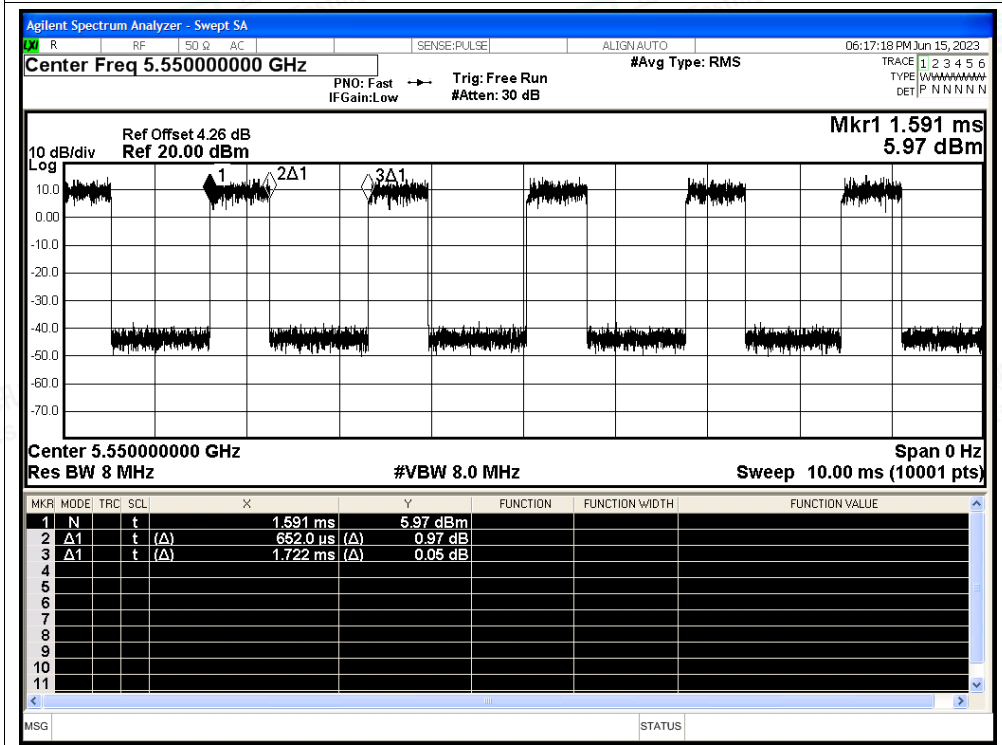 Agilent Spectrum Analyzer - Swept SA
LXI R RF 50 Ω AC SENSE:PULSE ALIGN AUTO 06:17:18 PM Jun 15, 2023
Center Freq 5.550000000 GHz #Avg Type: RMS TRACE 1 2 3 4 5 6
PNO: Fast Trig: Free Run TYPE WWWWWW
IFGain:Low #Atten: 30 dB DET P N N N N N
Mkr1 1.591 ms
Ref Offset 4.26 dB
10 dB/div Ref 20.00 dBm 5.97 dBm
Log
1 2Δ1 3Δ1
10.0
0.00
-10.0
-20.0
-30.0
-40.0
-50.0
-60.0
-70.0
Center 5.550000000 GHz Span 0 Hz
Res BW 8 MHz #VBW 8.0 MHz Sweep 10.00 ms (10001 pts)
MKR MODE TRC SCL X Y FUNCTION FUNCTION WIDTH FUNCTION VALUE
1 N t 1.591 ms 5.97 dBm
2 Δ1 t (Δ) 652.0 µs (Δ) 0.97 dB
3 Δ1 t (Δ) 1.722 ms (Δ) 0.05 dB
4
5
6
7
8
9
10
11
MSG STATUS